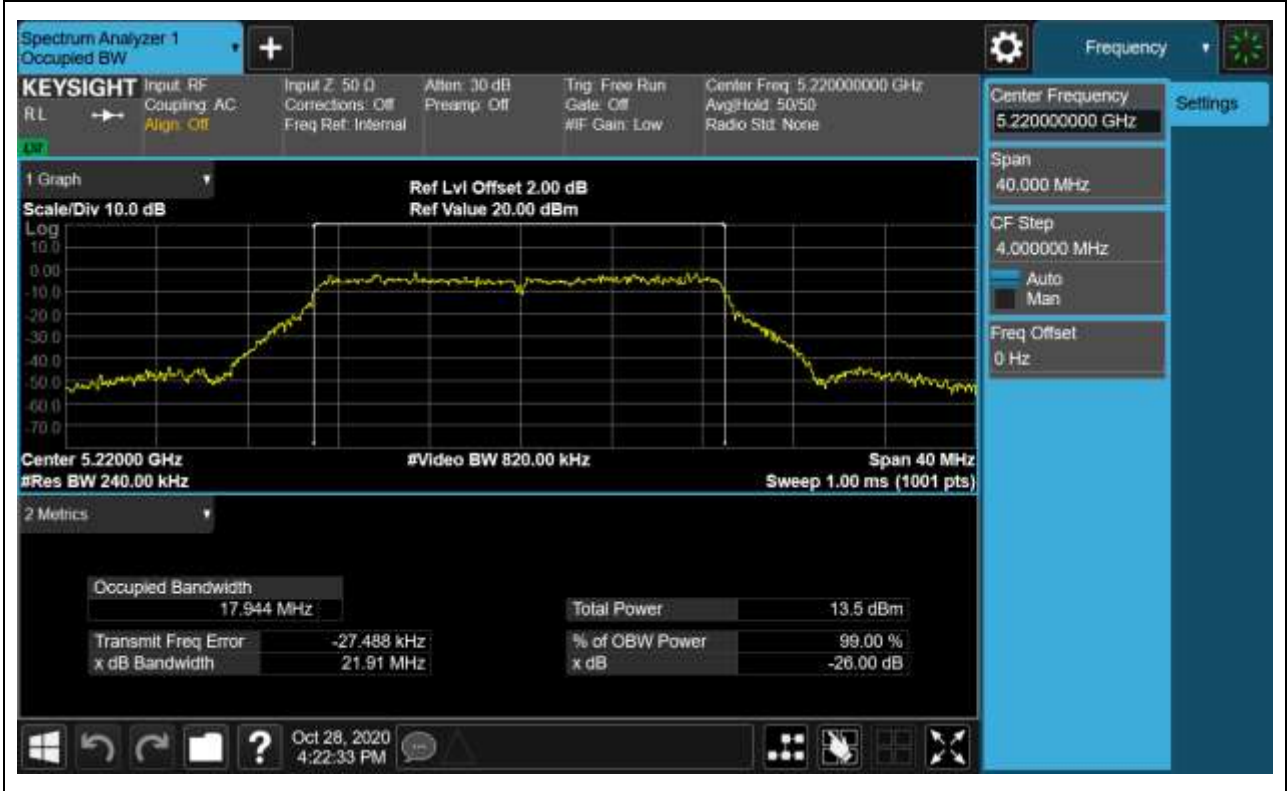 Spectrum Analyzer 1
Occupied BW
+
Frequency
KEYSIGHT
RL
Input: RF
Coupling: AC
Align: Off
Input Z: 50 Ω
Corrections: Off
Freq Ref: Internal
Atten: 30 dB
Preamp: Off
Trig: Free Run
Gate: Off
#IF Gain: Low
Center Freq: 5.220000000 GHz
Avg|Hold: 50/50
Radio Std: None
Center Frequency
5.220000000 GHz
Settings
Span
40.000 MHz
CF Step
4.000000 MHz
Auto
Man
Freq Offset
0 Hz
1 Graph
Scale/Div 10.0 dB
Ref Lvl Offset 2.00 dB
Ref Value 20.00 dBm
Log
10.0
0.00
-10.0
-20.0
-30.0
-40.0
-50.0
-60.0
-70.0
Center 5.22000 GHz
#Res BW 240.00 kHz
#Video BW 820.00 kHz
Span 40 MHz
Sweep 1.00 ms (1001 pts)
2 Metrics
Occupied Bandwidth
17.944 MHz
Total Power 13.5 dBm
Transmit Freq Error -27.488 kHz
% of OBW Power 99.00 %
x dB Bandwidth 21.91 MHz
x dB -26.00 dB
?
Oct 28, 2020
4:22:33 PM